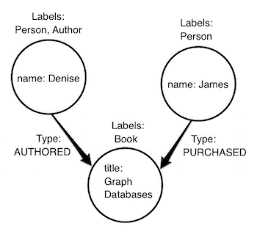 Labels:
Person, Author
Labels:
Person
name: Denise
name: James
Labels:
Book
Type:
AUTHORED
Type:
PURCHASED
title:
Graph
Databases